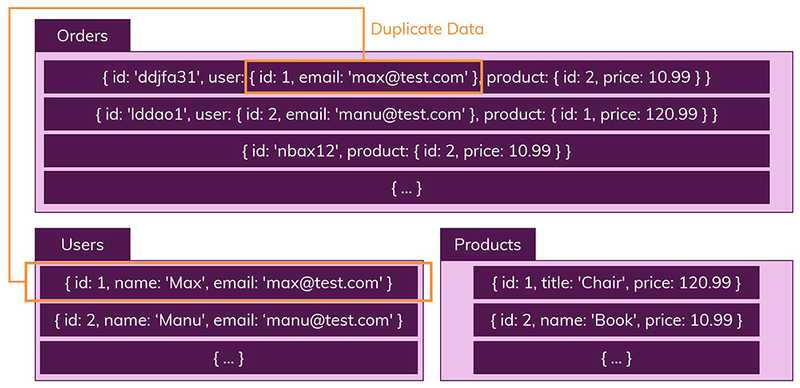 Duplicate Data
Orders
{ id: 'ddjfa31', user: { id: 1, email: 'max@test.com' }, product: { id: 2, price: 10.99 } }
{ id: 'lddao1', user: { id: 2, email: 'manu@test.com' }, product: { id: 1, price: 120.99 } }
{ id: 'nbax12', product: { id: 2, price: 10.99 } }
{ ... }
Users
{ id: 1, name: 'Max', email: 'max@test.com' }
{ id: 2, name: ‘Manu', email: ‘manu@test.com' }
{ ... }
Products
{ id: 1, title: 'Chair', price: 120.99 }
{ id: 2, name: 'Book', price: 10.99 }
{ ... }